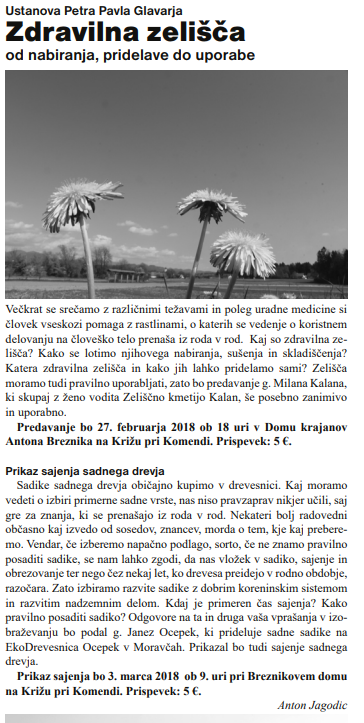 Ustanova Petra Pavla Glavarja
Zdravilna zelišča
od nabiranja, pridelave do uporabe
Večkrat se srečamo z različnimi težavami in poleg uradne medicine si
človek vseskozi pomaga z rastlinami, o katerih se vedenje o koristnem
delovanju na človeško telo prenaša iz roda v rod. Kaj so zdravilna ze-
lišča? Kako se lotimo njihovega nabiranja, sušenja in skladiščenja?
Katera zdravilna zelišča in kako jih lahko pridelamo sami? Zelišča
moramo tudi pravilno uporabljati, zato bo predavanje g. Milana Kalana,
ki skupaj z ženo vodita Zeliščno kmetijo Kalan, še posebno zanimivo
in uporabno.
Predavanje bo 27. februarja 2018 ob 18 uri v Domu krajanov
Antona Breznika na Križu pri Komendi. Prispevek: 5 €.
Prikaz sajenja sadnega drevja
Sadike sadnega drevja običajno kupimo v drevesnici. Kaj moramo
vedeti o izbiri primerne sadne vrste, nas niso pravzaprav nikjer učili, saj
gre za znanja, ki se prenašajo iz roda v rod. Nekateri bolj radovedni
občasno kaj izvedo od sosedov, znancev, morda o tem, kje kaj prebere-
mo. Vendar, če izberemo napačno podlago, sorto, če ne znamo pravilno
posaditi sadike, se nam lahko zgodi, da nas vložek v sadiko, sajenje in
obrezovanje ter nego čez nekaj let, ko drevesa preidejo v rodno obdobje,
razočara. Zato izbiramo razvite sadike z dobrim koreninskim sistemom
in razvitim nadzemnim delom. Kdaj je primeren čas sajenja? Kako
pravilno posaditi sadiko? Odgovore na ta in druga vaša vprašanja v izo-
braževanju bo podal g. Janez Ocepek, ki prideluje sadne sadike na
EkoDrevesnica Ocepek v Moravčah. Prikazal bo tudi sajenje sadnega
drevja.
Prikaz sajenja bo 3. marca 2018 ob 9. uri pri Breznikovem domu
na Križu pri Komendi. Prispevek: 5 €.
Anton Jagodic